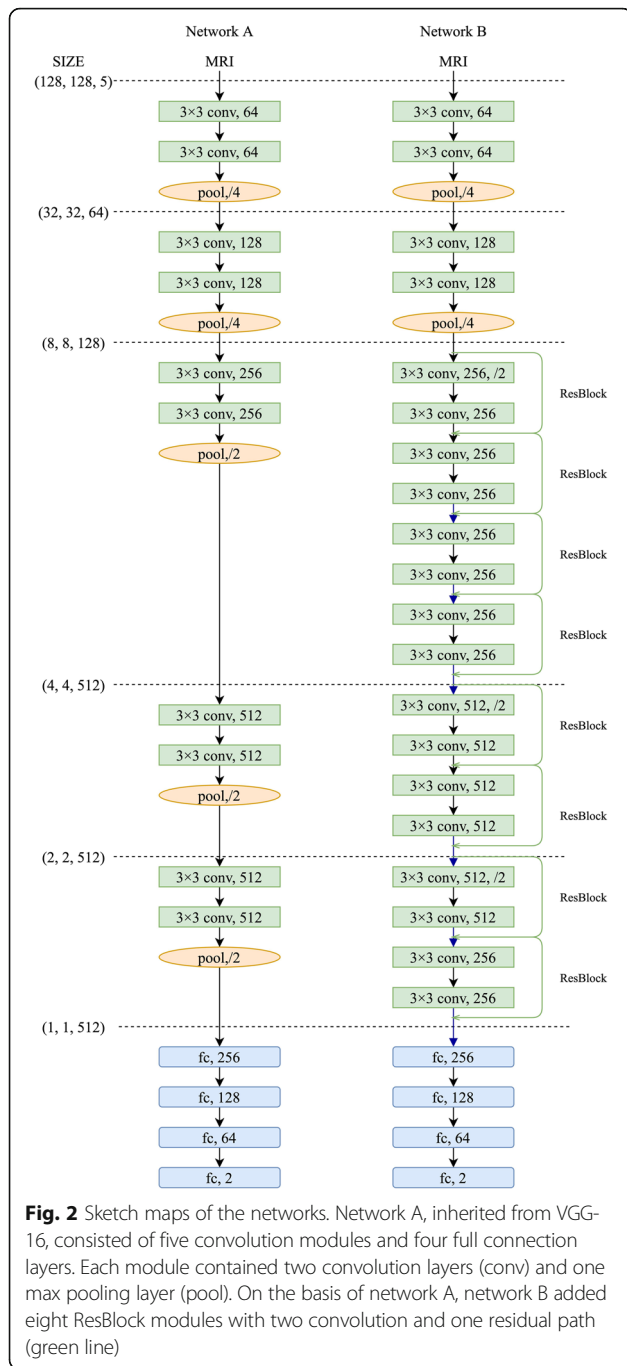 Network A Network B
SIZE MRI MRI
(128, 128, 5)
3×3 conv, 64 3×3 conv, 64
3×3 conv, 64 3×3 conv, 64
pool,/4 pool,/4
(32, 32, 64)
3×3 conv, 128 3×3 conv, 128
3×3 conv, 128 3×3 conv, 128
pool,/4 pool,/4
(8, 8, 128)
3×3 conv, 256 3×3 conv, 256, /2
ResBlock
3×3 conv, 256 3×3 conv, 256
pool,/2 3×3 conv, 256
ResBlock
3×3 conv, 256
3×3 conv, 256
ResBlock
3×3 conv, 256
3×3 conv, 256
ResBlock
3×3 conv, 256
(4, 4, 512)
3×3 conv, 512 3×3 conv, 512, /2
ResBlock
3×3 conv, 512 3×3 conv, 512
pool,/2 3×3 conv, 512
ResBlock
3×3 conv, 512
(2, 2, 512)
3×3 conv, 512 3×3 conv, 512, /2
ResBlock
3×3 conv, 512 3×3 conv, 512
pool,/2 3×3 conv, 256
ResBlock
3×3 conv, 256
(1, 1, 512)
fc, 256 fc, 256
fc, 128 fc, 128
fc, 64 fc, 64
fc, 2 fc, 2
Fig. 2 Sketch maps of the networks. Network A, inherited from VGG-
16, consisted of five convolution modules and four full connection
layers. Each module contained two convolution layers (conv) and one
max pooling layer (pool). On the basis of network A, network B added
eight ResBlock modules with two convolution and one residual path
(green line)